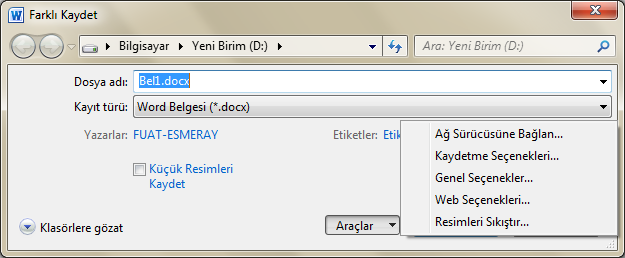 Farklı Kaydet
Bilgisayar ▸ Yeni Birim (D:) ▸
Ara: Yeni Birim (D:)
Dosya adı: Bel1.docx
Kayıt türü: Word Belgesi (*.docx)
Yazarlar: FUAT-ESMERAY
Etiketler: Etik
Küçük Resimleri
Kaydet
Ağ Sürücüsüne Bağlan...
Kaydetme Seçenekleri...
Genel Seçenekler...
Web Seçenekleri...
Resimleri Sıkıştır...
Klasörlere gözat
Araçlar